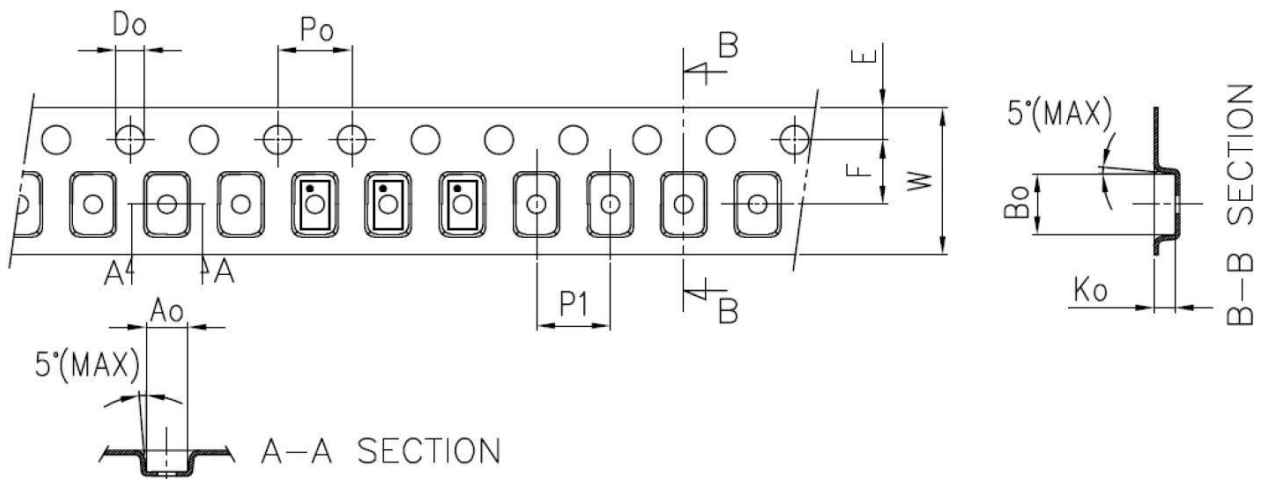 Do
Po
B
E
5°(MAX)
F
W
Bo
A
A
P1
B
Ko
B-B SECTION
Ao
5°(MAX)
A-A SECTION